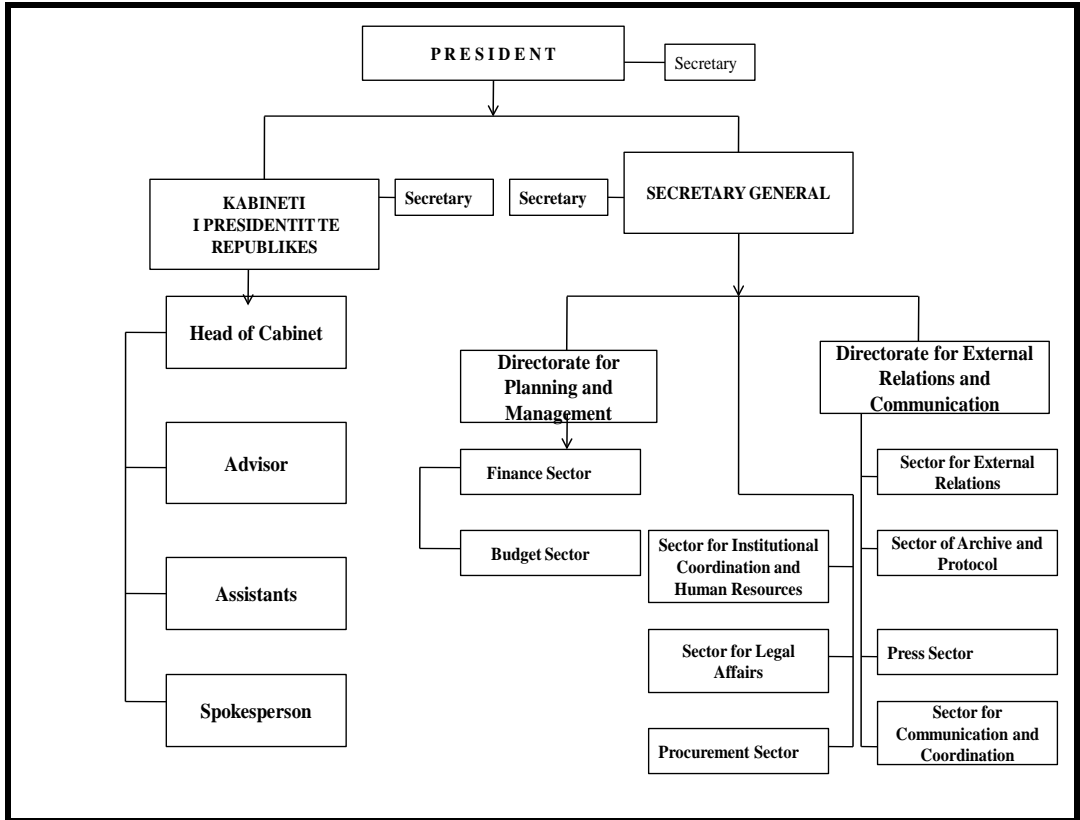 PRESIDENT
Secretary
KABINETI
I PRESIDENTIT TE
REPUBLIKES
Secretary
Secretary
SECRETARY GENERAL
Head of Cabinet
Advisor
Assistants
Spokesperson
Directorate for
Planning and
Management
Finance Sector
Budget Sector
Sector for Institutional
Coordination and
Human Resources
Sector for Legal
Affairs
Procurement Sector
Directorate for External
Relations and
Communication
Sector for External
Relations
Sector of Archive and
Protocol
Press Sector
Sector for
Communication and
Coordination